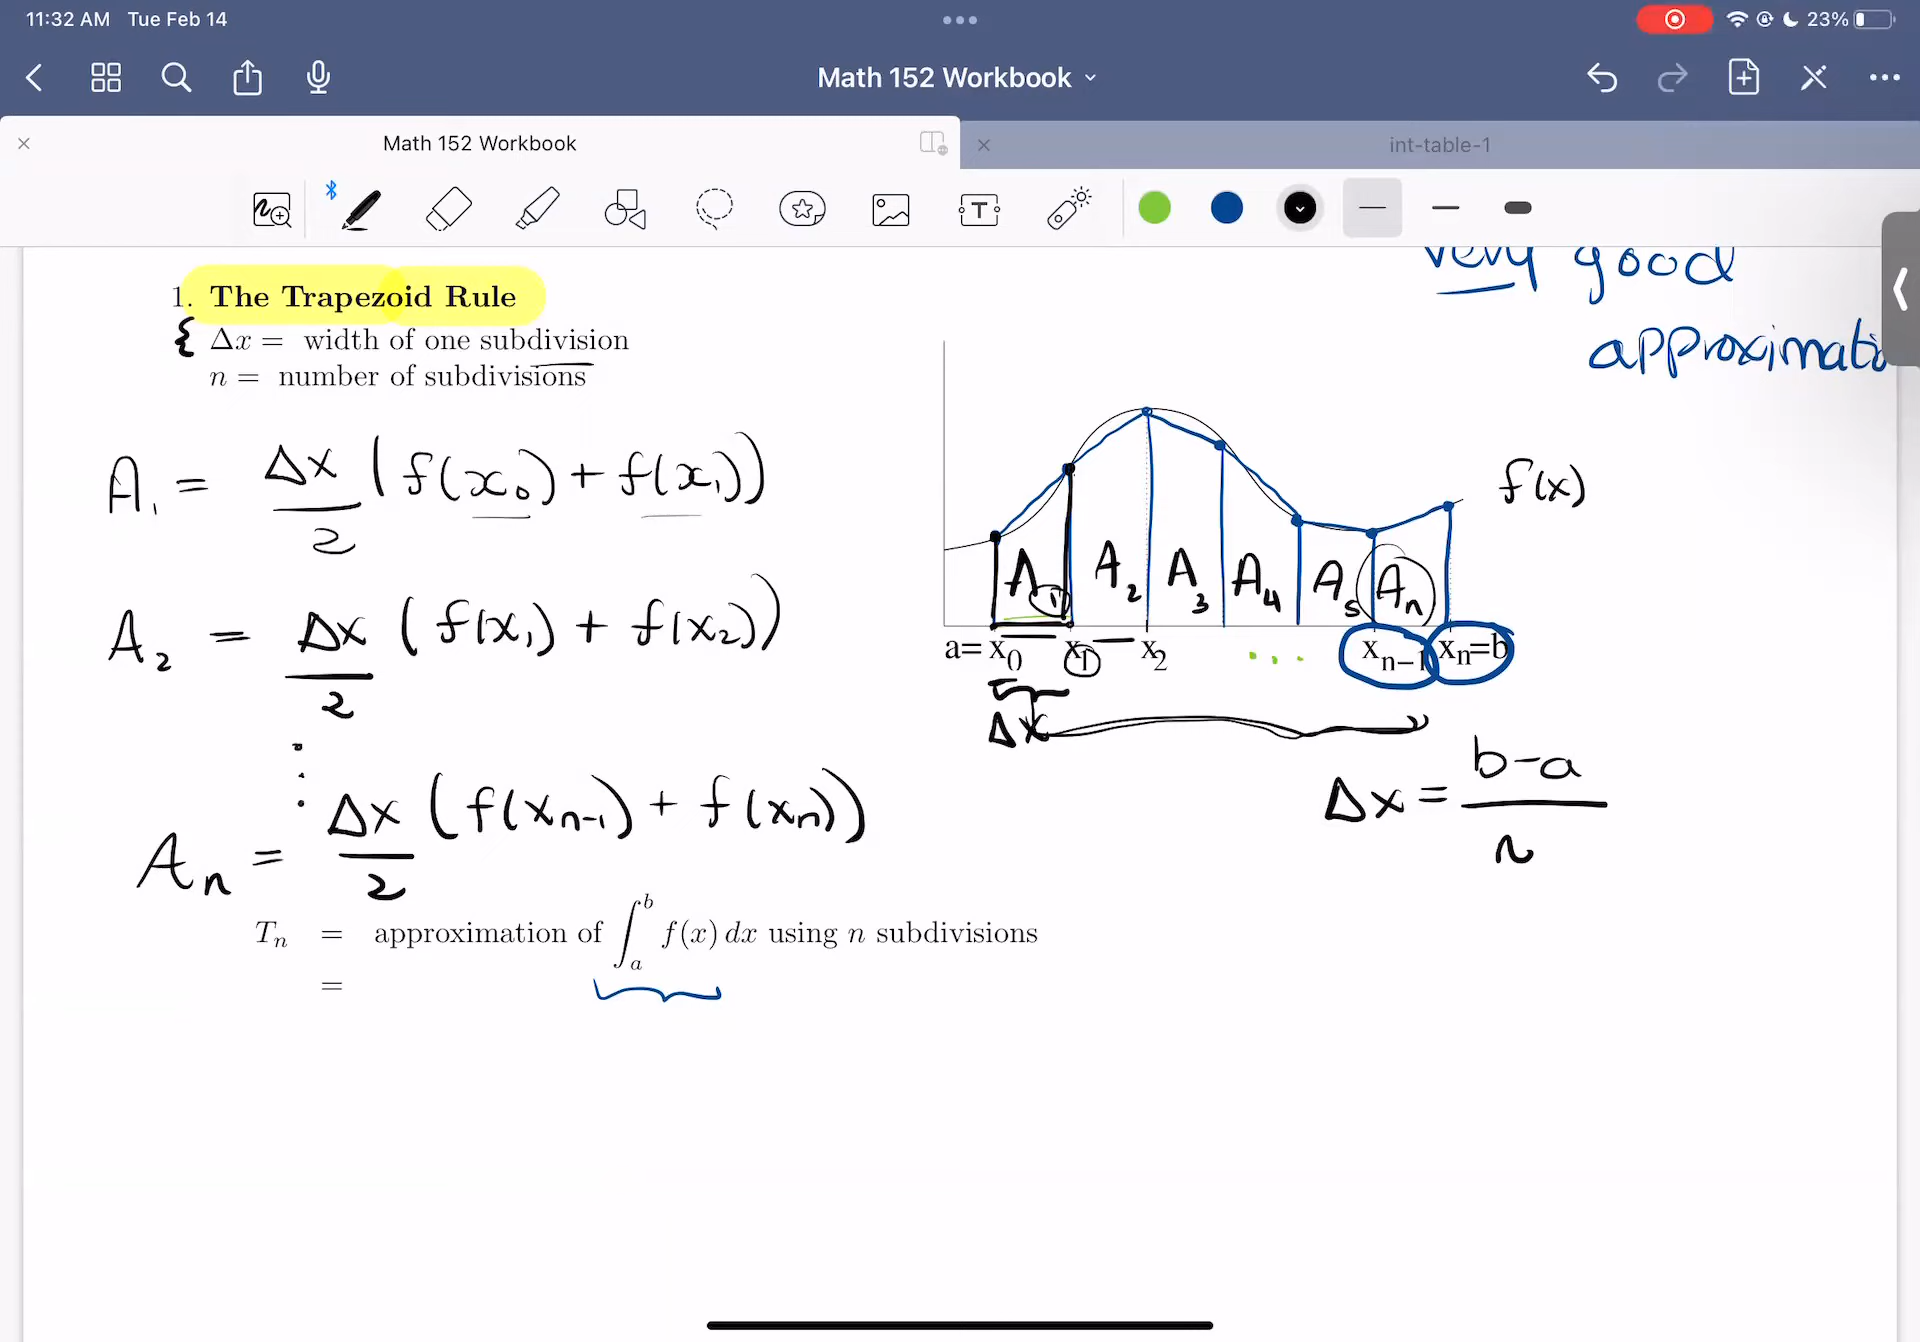 11:32 AM Tue Feb 14
23%
Math 152 Workbook
Math 152 Workbook
int-table-1
very good
approximati
1. The Trapezoid Rule
{ Δx = width of one subdivision
n = number of subdivisions
A₁ = Δx/2 (f(x₀) + f(x₁))
A₂ = Δx/2 (f(x₁) + f(x₂))
⋮
Aₙ = Δx/2 (f(xₙ₋₁) + f(xₙ))
f(x)
A₁ A₂ A₃ A₄ A₅ Aₙ
a= x₀ x₁ x₂ ... xₙ₋₁ xₙ=b
Δx
Δx = b-a/n
Tₙ = approximation of ∫ₐᵇ f(x) dx using n subdivisions
=